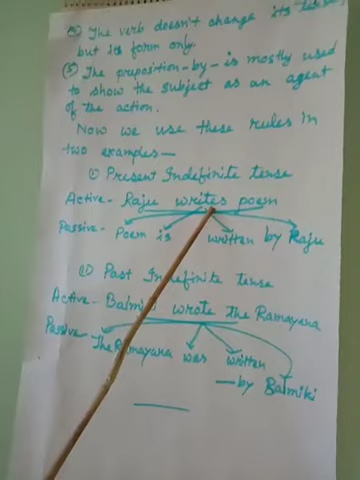 ④ The verb doesn't change its tense,
but its form only.
⑤ The preposition-by-is mostly used
to show the subject as an agent
of the action.
Now we use these rules in
two examples—
① Present Indefinite tense
Active- Raju writes poem
Passive- Poem is written by Raju
① Past Indefinite tense
Active- Balmiki wrote the Ramayana
Passive- The Ramayana was written
—by Balmiki